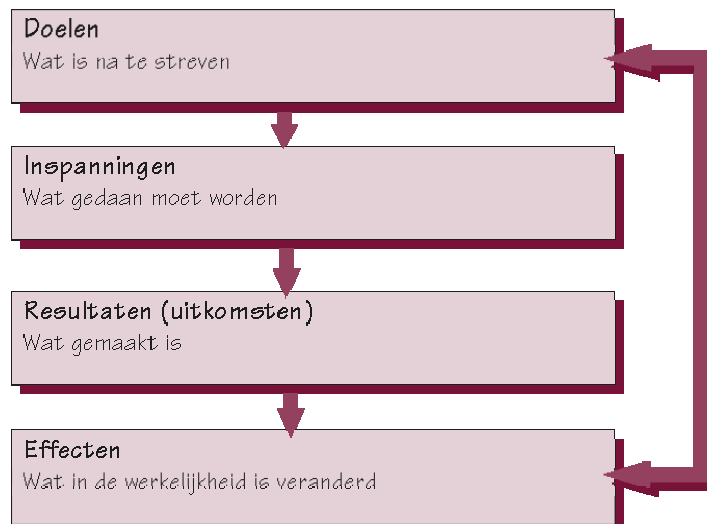 Doelen
Wat is na te streven
Inspanningen
Wat gedaan moet worden
Resultaten (uitkomsten)
Wat gemaakt is
Effecten
Wat in de werkelijkheid is veranderd